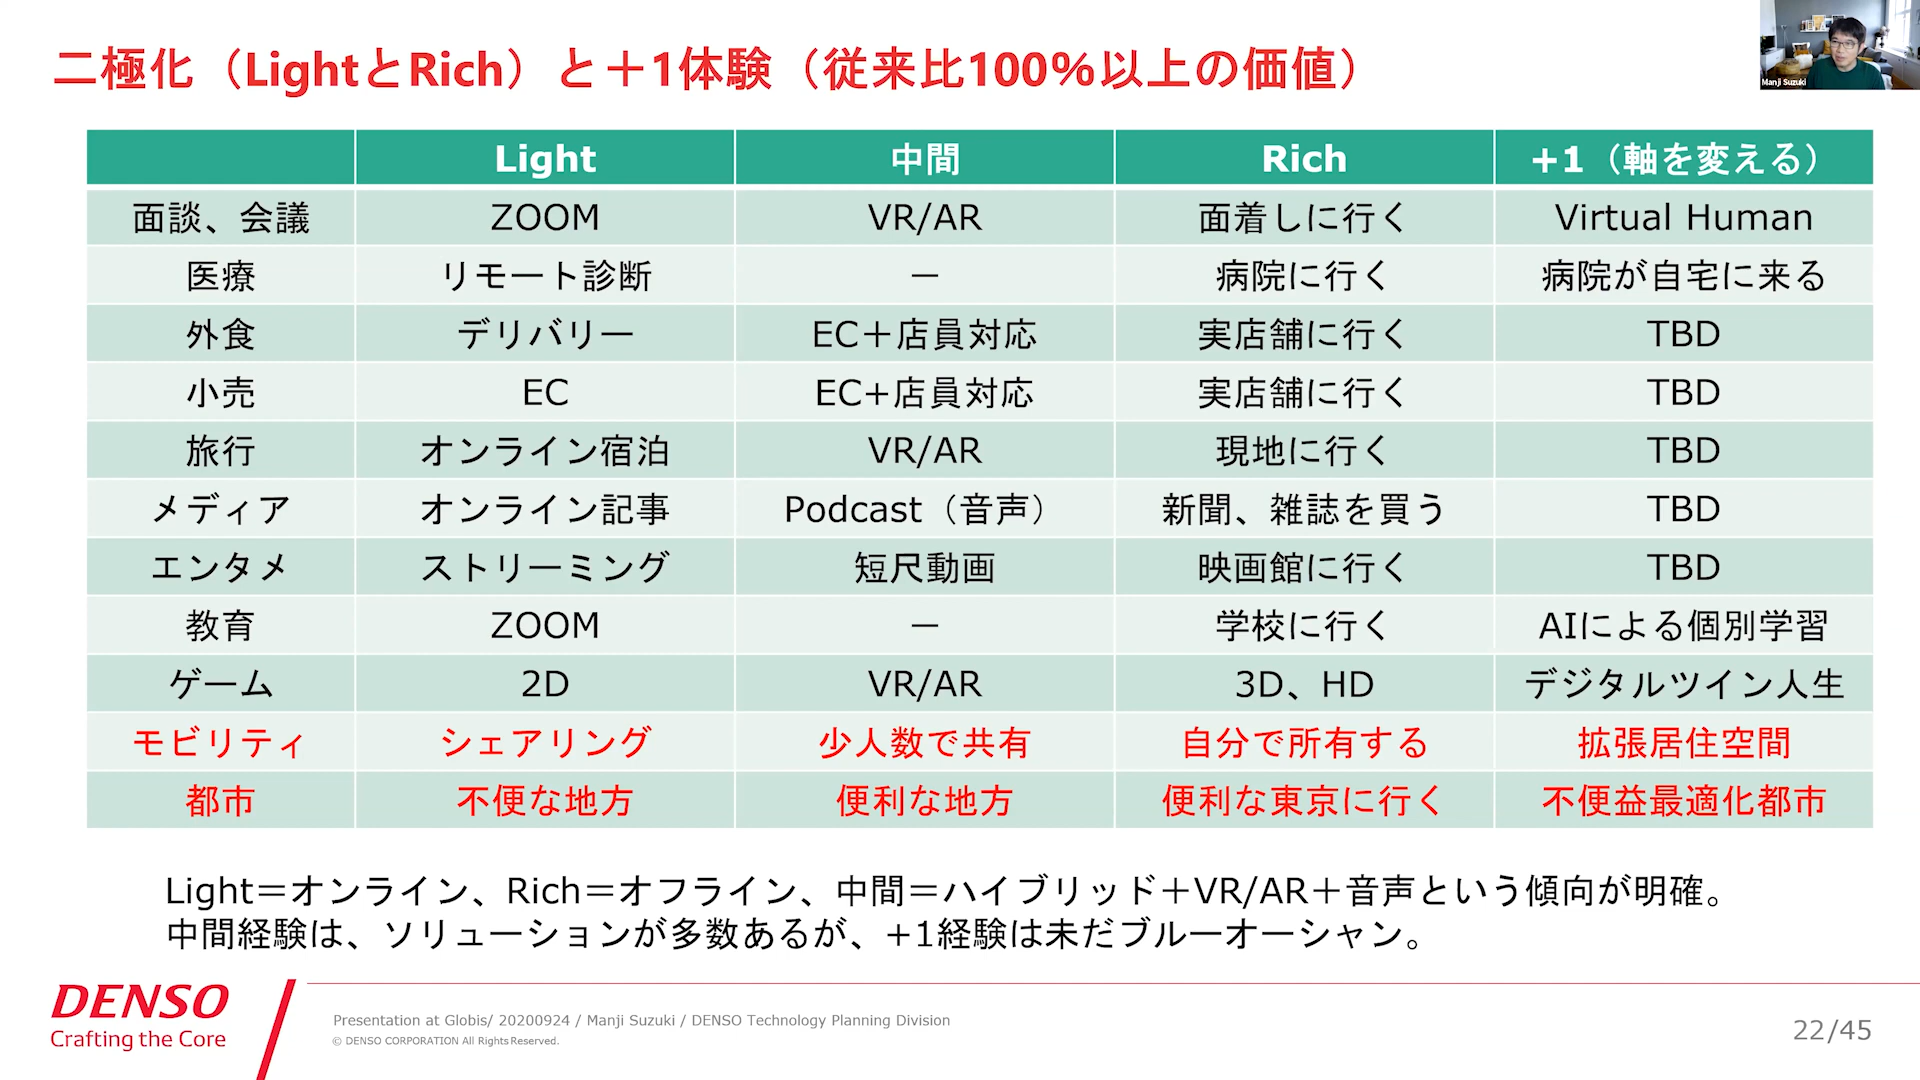 二極化（LightとRich）と＋1体験（従来比100％以上の価値）
Manji Suzuki
Light 中間 Rich +1（軸を変える）
面談、会議 ZOOM VR/AR 面着しに行く Virtual Human
医療 リモート診断 － 病院に行く 病院が自宅に来る
外食 デリバリー EC＋店員対応 実店舗に行く TBD
小売 EC EC+店員対応 実店舗に行く TBD
旅行 オンライン宿泊 VR/AR 現地に行く TBD
メディア オンライン記事 Podcast（音声） 新聞、雑誌を買う TBD
エンタメ ストリーミング 短尺動画 映画館に行く TBD
教育 ZOOM － 学校に行く AIによる個別学習
ゲーム 2D VR/AR 3D、HD デジタルツイン人生
モビリティ シェアリング 少人数で共有 自分で所有する 拡張居住空間
都市 不便な地方 便利な地方 便利な東京に行く 不便益最適化都市
Light＝オンライン、Rich＝オフライン、中間＝ハイブリッド＋VR/AR＋音声という傾向が明確。
中間経験は、ソリューションが多数あるが、+1経験は未だブルーオーシャン。
DENSO
Crafting the Core
Presentation at Globis/ 20200924 / Manji Suzuki / DENSO Technology Planning Division
© DENSO CORPORATION All Rights Reserved.
22/45